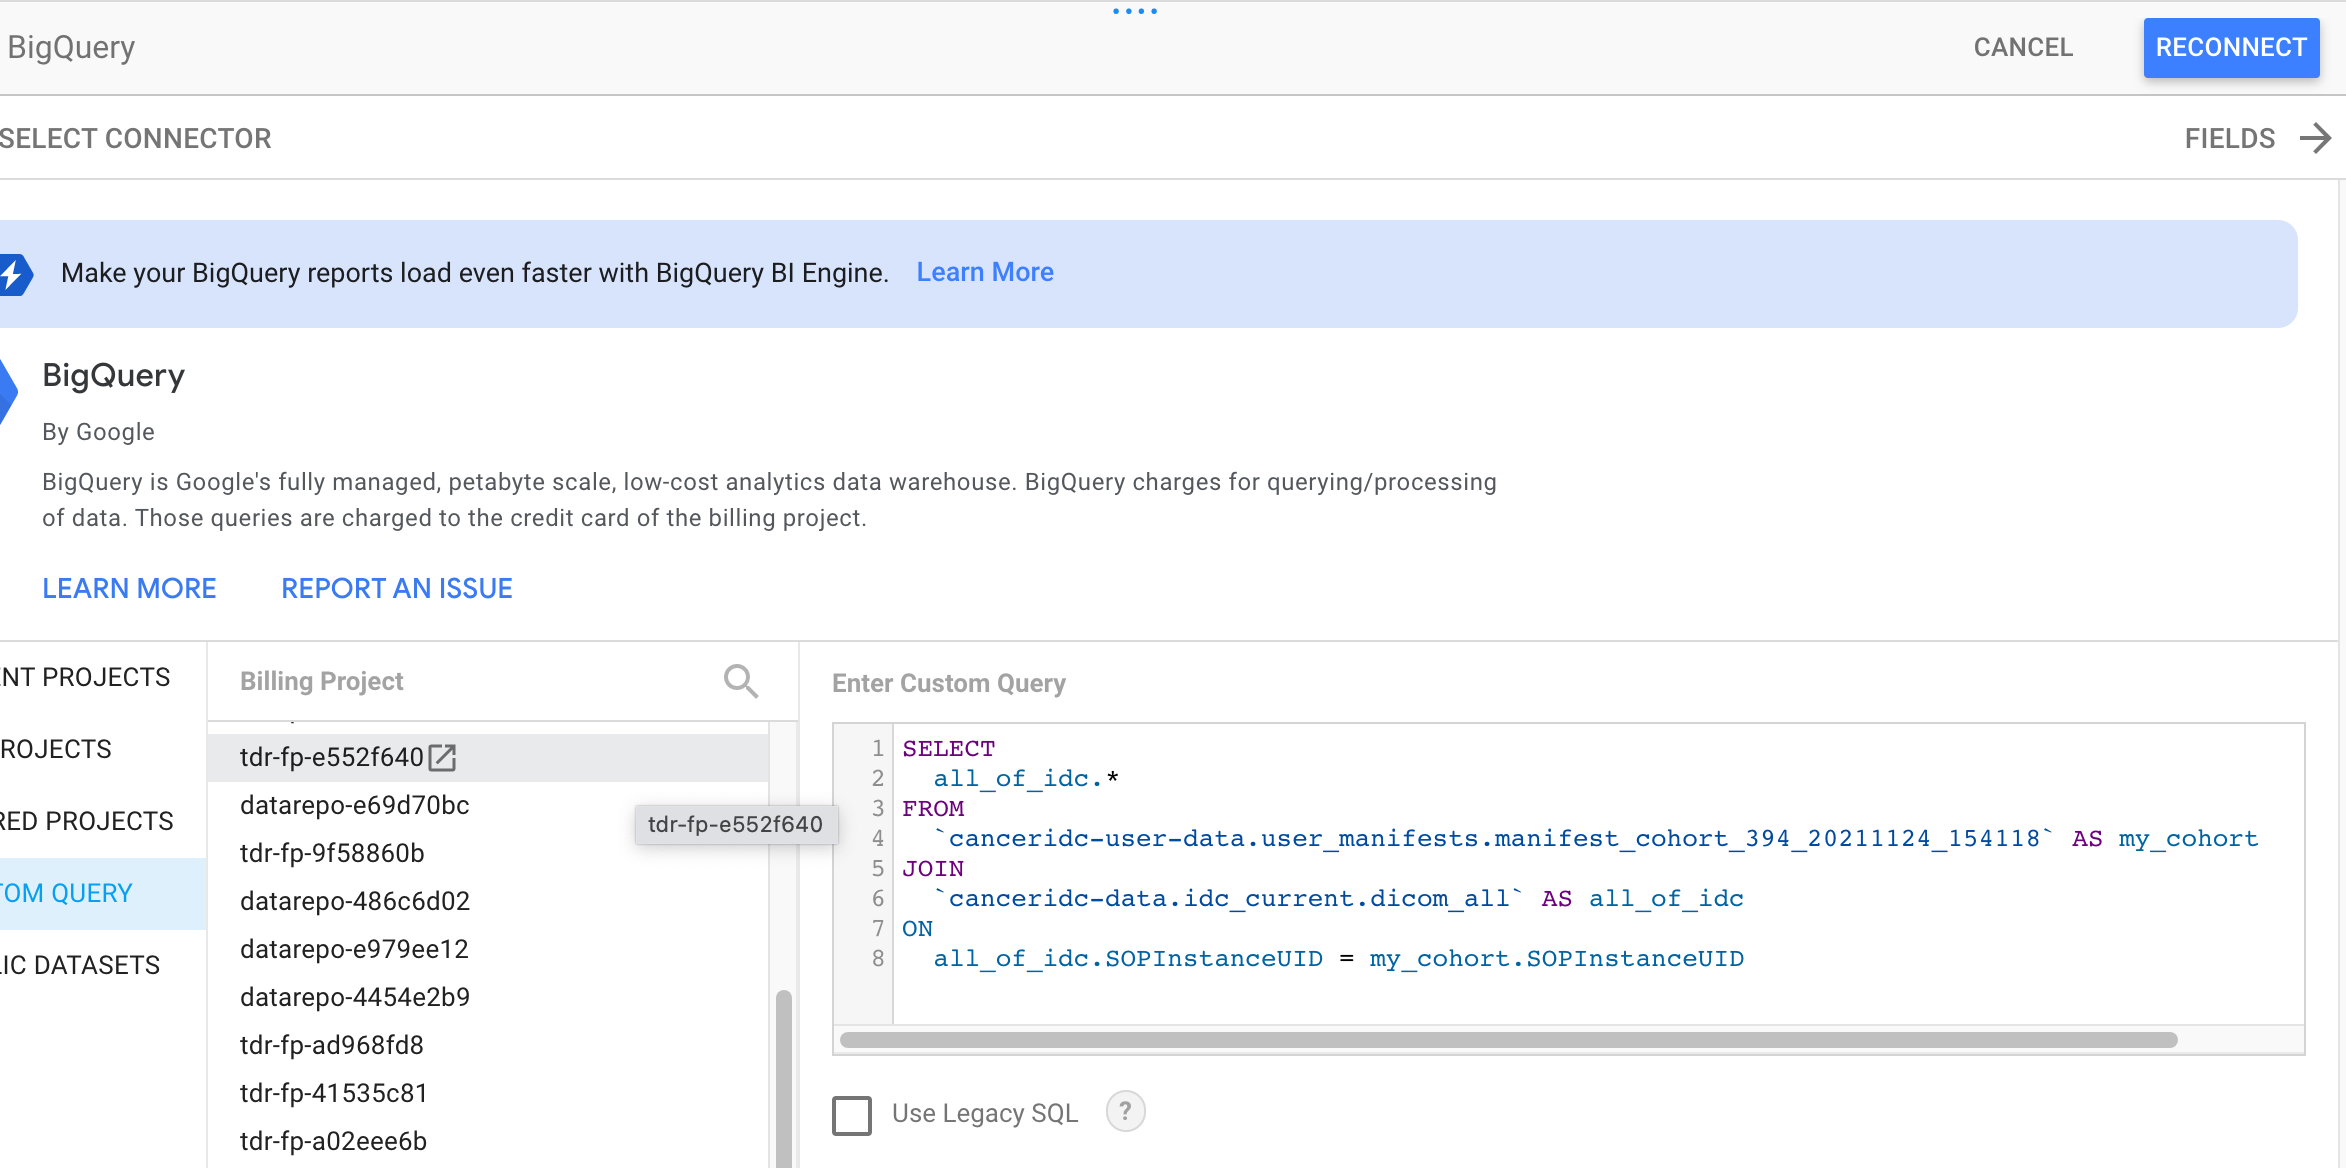 BigQuery
CANCEL
RECONNECT
SELECT CONNECTOR
FIELDS
Make your BigQuery reports load even faster with BigQuery BI Engine. Learn More
BigQuery
By Google
BigQuery is Google's fully managed, petabyte scale, low-cost analytics data warehouse. BigQuery charges for querying/processing
of data. Those queries are charged to the credit card of the billing project.
LEARN MORE
REPORT AN ISSUE
ENT PROJECTS
ROJECTS
RED PROJECTS
TOM QUERY
LIC DATASETS
Billing Project
tdr-fp-e552f640
datarepo-e69d70bc
tdr-fp-9f58860b
datarepo-486c6d02
datarepo-e979ee12
datarepo-4454e2b9
tdr-fp-ad968fd8
tdr-fp-41535c81
tdr-fp-a02eee6b
tdr-fp-e552f640
Enter Custom Query
1 SELECT
2 all_of_idc.*
3 FROM
4 `canceridc-user-data.user_manifests.manifest_cohort_394_20211124_154118` AS my_cohort
5 JOIN
6 `canceridc-data.idc_current.dicom_all` AS all_of_idc
7 ON
8 all_of_idc.SOPInstanceUID = my_cohort.SOPInstanceUID
Use Legacy SQL ?